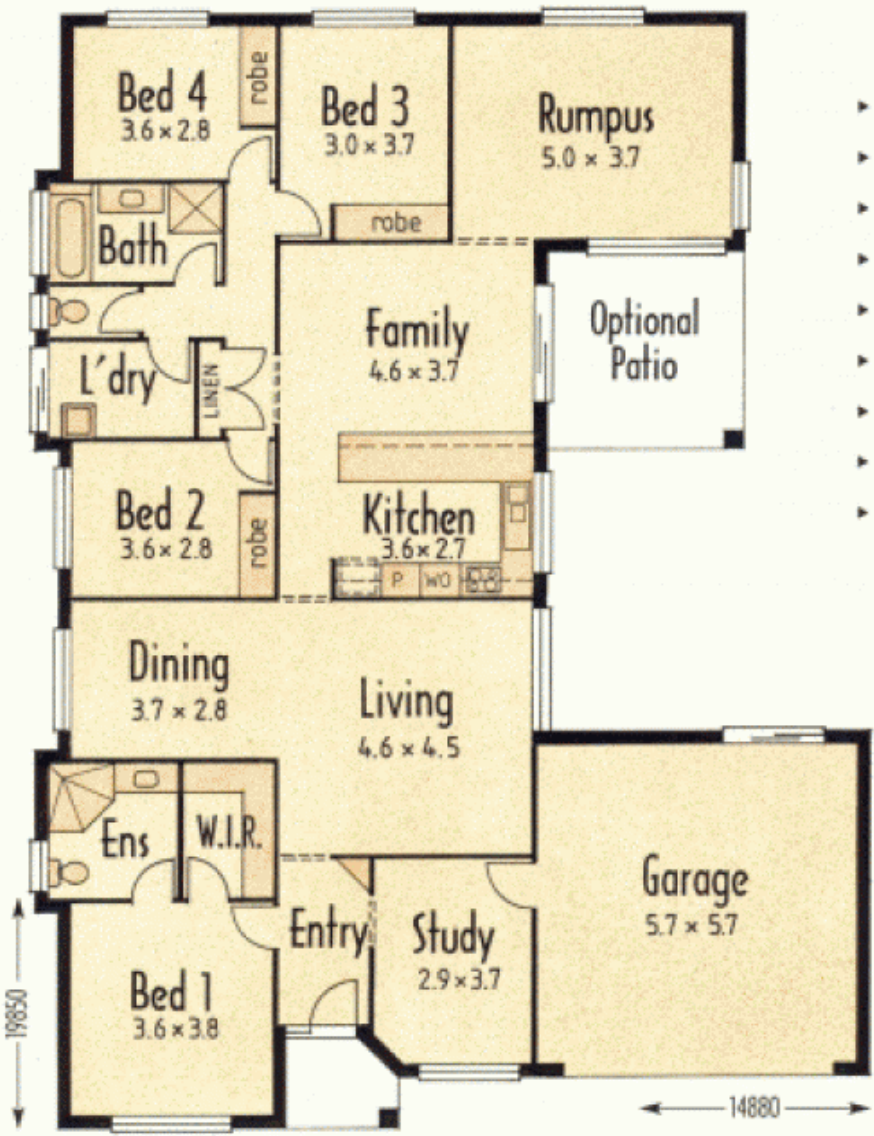 Bed 4
3.6 × 2.8
robe
Bed 3
3.0 × 3.7
robe
Rumpus
5.0 × 3.7
Bath
Family
4.6 × 3.7
Optional
Patio
L'dry
LINEN
Bed 2
3.6 × 2.8
robe
Kitchen
3.6 × 2.7
P
WO
Dining
3.7 × 2.8
Living
4.6 × 4.5
Ens
W.I.R.
Garage
5.7 × 5.7
Entry
Study
2.9 × 3.7
Bed 1
3.6 × 3.8
19850
14880